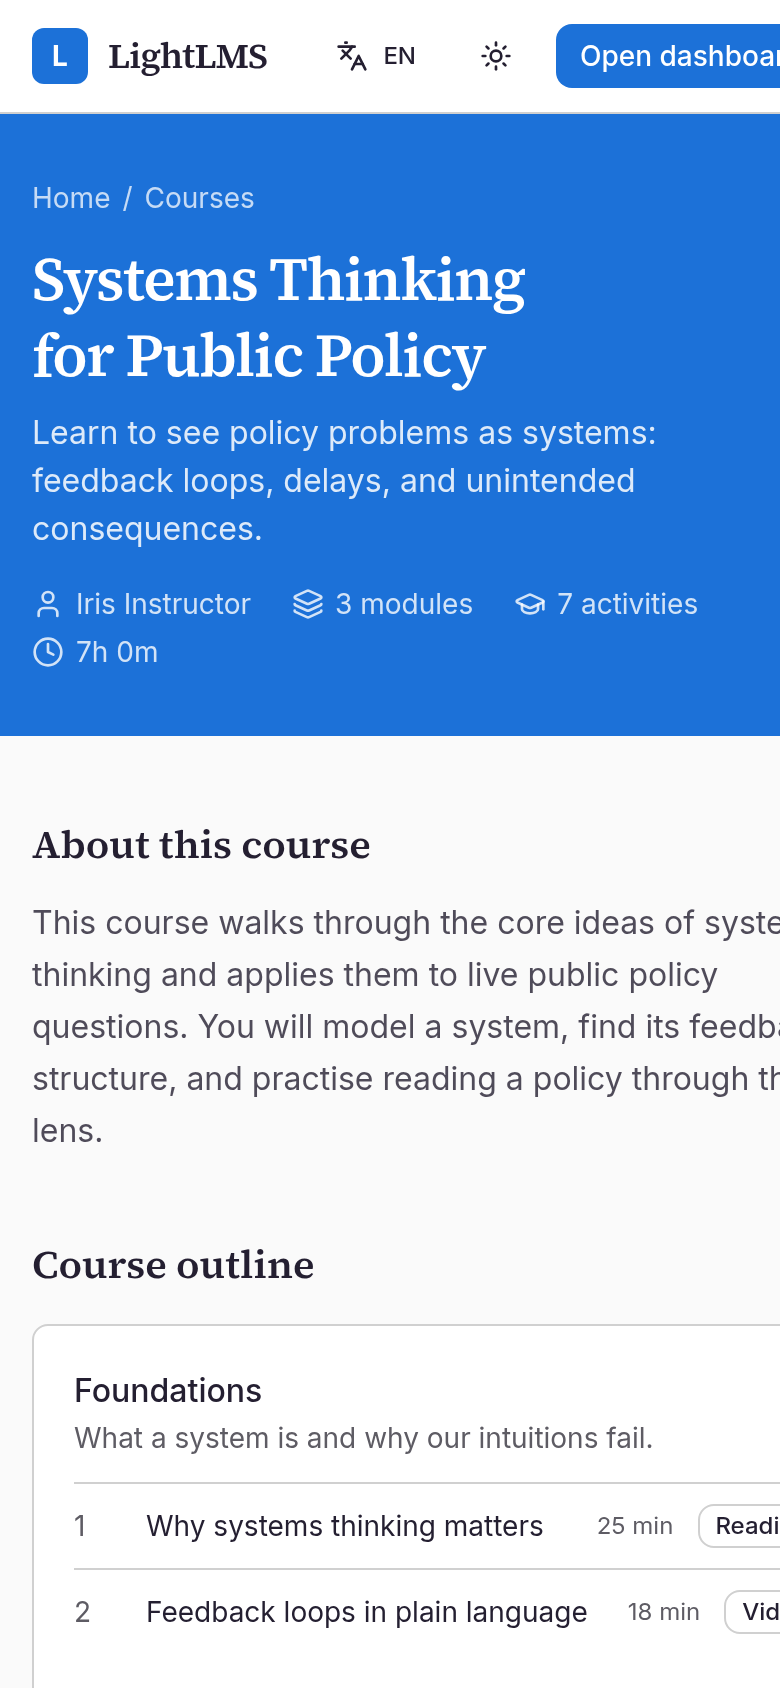 L LightLMS EN Open dashboar
Home / Courses
Systems Thinking
for Public Policy
Learn to see policy problems as systems:
feedback loops, delays, and unintended
consequences.
Iris Instructor 3 modules 7 activities
7h 0m
About this course
This course walks through the core ideas of syste
thinking and applies them to live public policy
questions. You will model a system, find its feedba
structure, and practise reading a policy through th
lens.
Course outline
Foundations
What a system is and why our intuitions fail.
1 Why systems thinking matters 25 min Readi
2 Feedback loops in plain language 18 min Vid